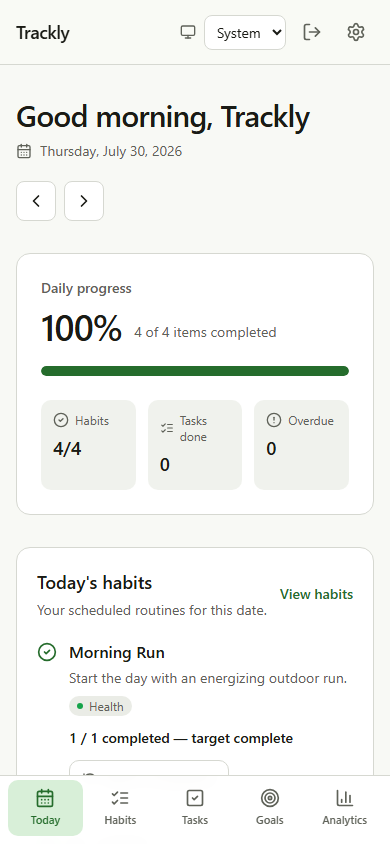 Trackly
System
Good morning, Trackly
Thursday, July 30, 2026
Daily progress
100% 4 of 4 items completed
Habits
4/4
Tasks
done
0
Overdue
0
Today's habits
View habits
Your scheduled routines for this date.
Morning Run
Start the day with an energizing outdoor run.
Health
1 / 1 completed — target complete
Today
Habits
Tasks
Goals
Analytics